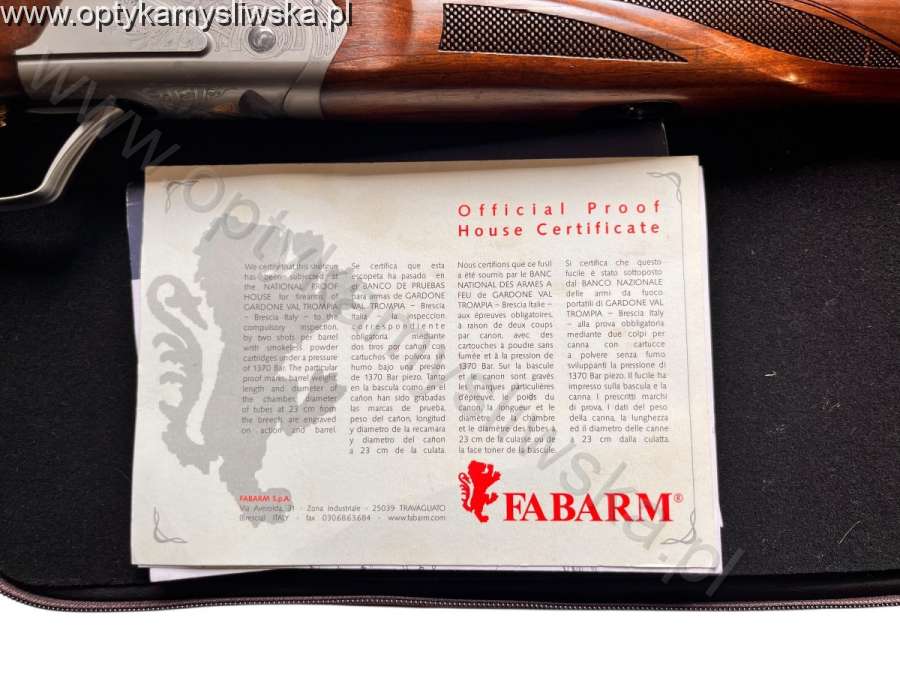 www.optykamysliwska.pl
Official Proof
House Certificate
We certify that this shotgun
has been subjected at
the NATIONAL PROOF
HOUSE for firearms of
GARDONE VAL TROMPIA
– Brescia Italy – to the
compulsory inspection,
by two shots per barrel
with smokeless powder
cartridges under a pressure
of 1370 Bar. The particular
proof marks, barrel weight,
length and diameter of
the chamber, diameter
of tubes at 23 cm from
the breech, are engraved
on action and barrel.
Se certifica que esta
escopeta ha pasado en
el BANCO DE PRUEBAS
para armas de GARDONE
VAL TROMPIA – Brescia
Italia – la inspeccion
correspondiente
obligatoria mediante
dos tiros por cañon con
cartuchos de polvora sin
humo bajo una presion
de 1370 Bar piezo. Tanto
en la bascula como en el
cañon han sido grabadas
las marcas de prueba,
peso del cañon, longitud
y diametro de la recamara
y diametro del cañon
a 23 cm de la culata.
Nous certifions que ce fusil
a été soumis par le BANC
NATIONAL DES ARMES A
FEU de GARDONE VAL
TROMPIA – Brescia Italie –
aux épreuves obligatoires,
à raison de deux coups
par canon, avec des
cartouches à poudre sans
fumée et à la pression de
1370 Bar. Sur la bascule
et le canon sont gravés
les marques particulières
d'épreuve, le poids du
canon, la longueur et le
diamètre de la chambre
et le diamètre des tubes à
23 cm de la culasse ou de
la face toner de la bascule.
Si certifica che questo
fucile è stato sottoposto
dal BANCO NAZIONALE
delle armi da fuoco
portatili di GARDONE VAL
TROMPIA – Brescia Italy
– alla prova obbligatoria
mediante due colpi per
canna con cartucce
a polvere senza fumo
sviluppanti la pressione di
1370 Bar piezo. Il fucile ha
impresso sulla bascula e la
canna I prescritti marchi
di prova. I dati del peso
della canna, la lunghezza
ed il diametro delle canne
a 23 cm dalla culatta.
FABARM S.p.A.
Via Averolda, 31 - Zona Industriale - 25039 TRAVAGLIATO
(Brescia) ITALY - fax 0306863684 - www.fabarm.com
FABARM®
www.optykamysliwska.pl